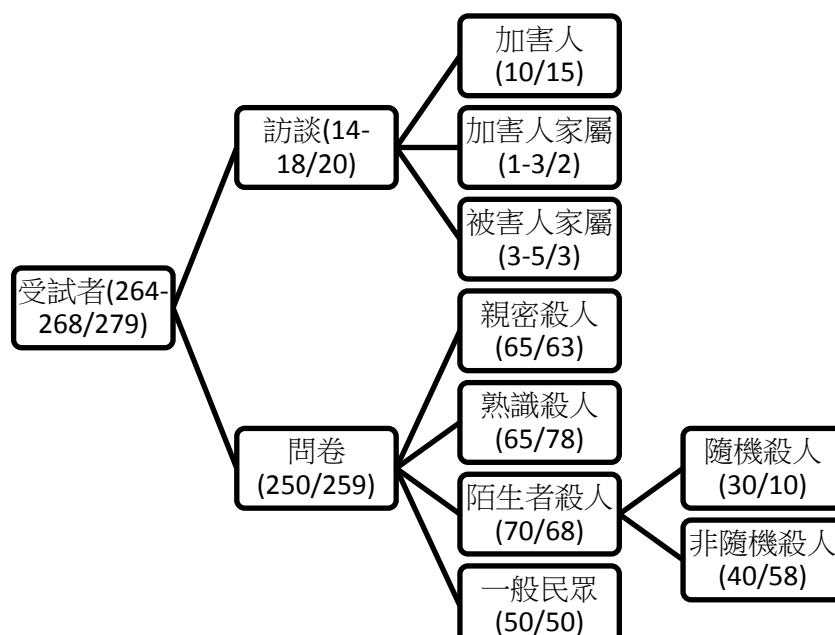 加害人
(10/15)
訪談(14-
18/20)
加害人家屬
(1-3/2)
被害人家屬
(3-5/3)
受試者(264-
268/279)
親密殺人
(65/63)
熟識殺人
(65/78)
問卷
(250/259)
陌生者殺人
(70/68)
隨機殺人
(30/10)
非隨機殺人
(40/58)
一般民眾
(50/50)